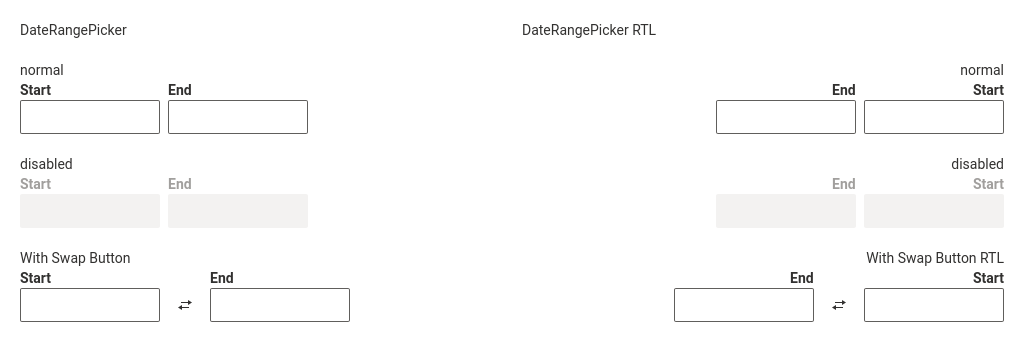 DateRangePicker
normal
Start End
disabled
Start End
With Swap Button
Start End
DateRangePicker RTL
normal
End Start
disabled
End Start
With Swap Button RTL
End Start